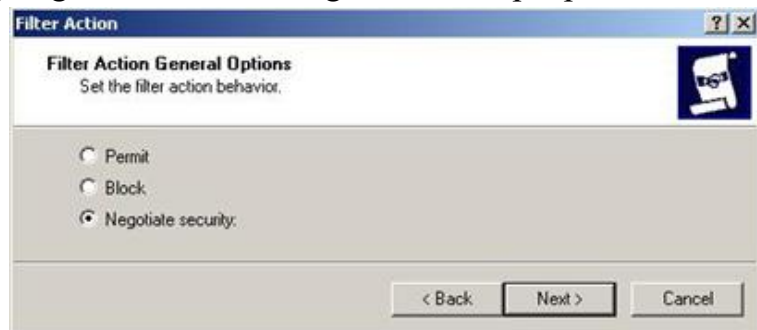 Filter Action
Filter Action General Options
Set the filter action behavior.
Permit
Block
Negotiate security:
< Back Next > Cancel